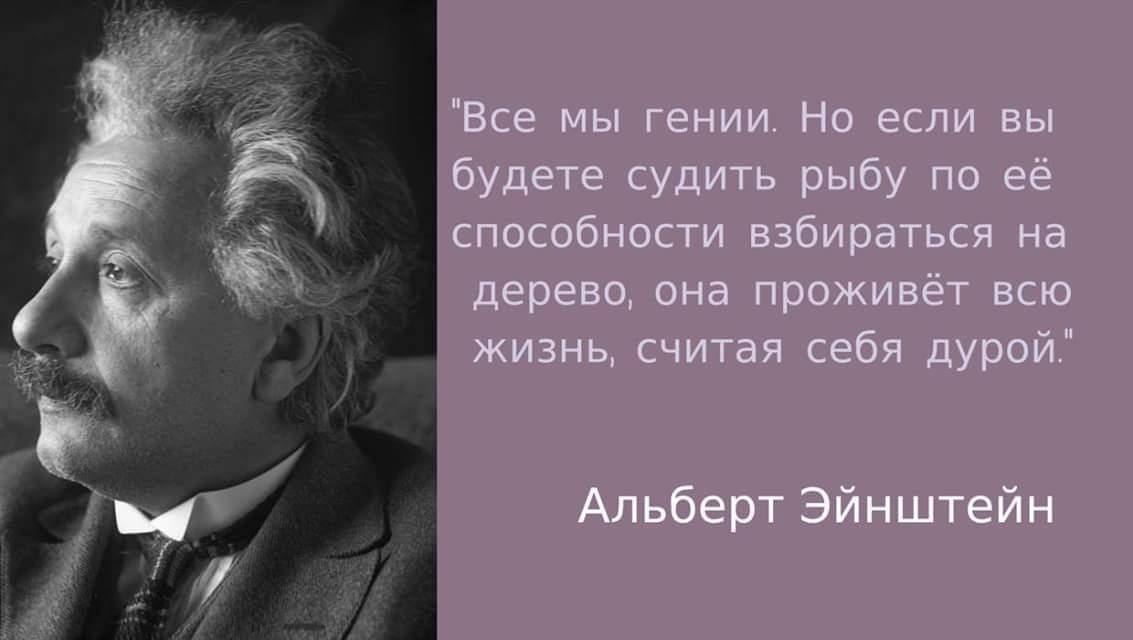 "Все мы гении. Но если вы
будете судить рыбу по её
способности взбираться на
дерево, она проживёт всю
жизнь, считая себя дурой."
Альберт Эйнштейн